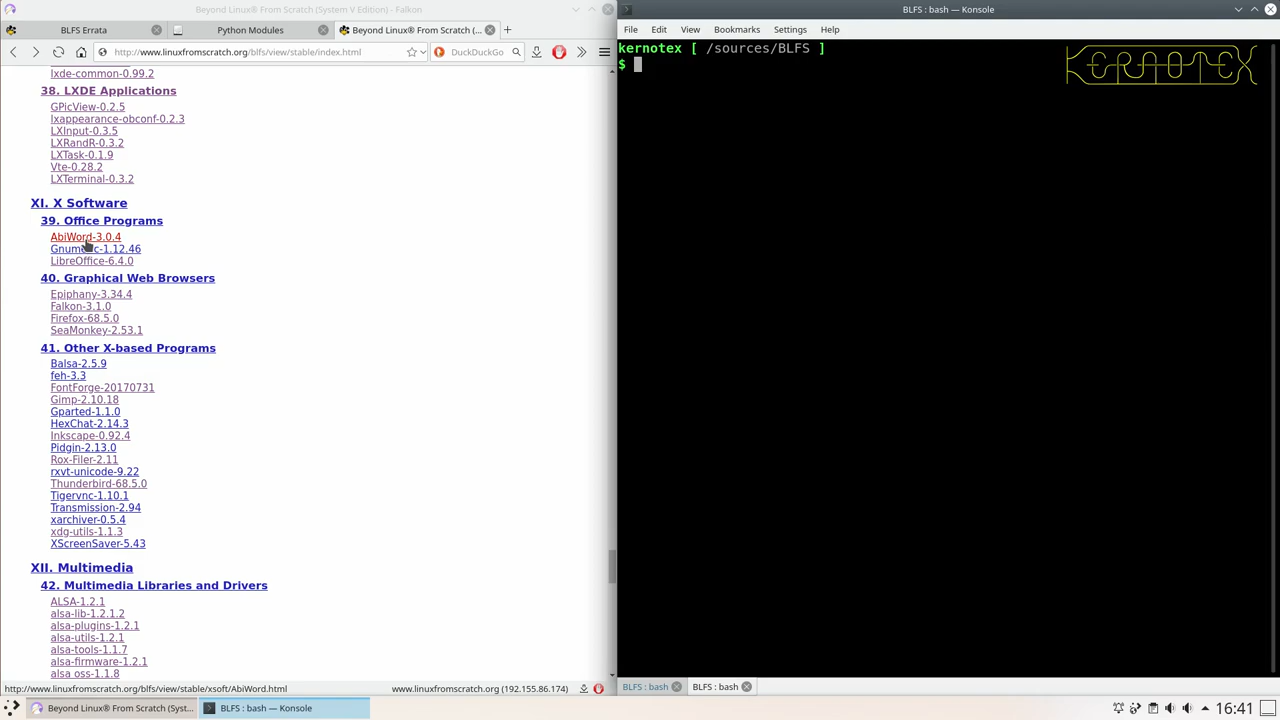 Beyond Linux® From Scratch (System V Edition) - Falkon
BLFS Errata
Python Modules
Beyond Linux® From Scratch (
http://www.linuxfromscratch.org/blfs/view/stable/index.html
DuckDuckGo
lxde-common-0.99.2
38. LXDE Applications
GPicView-0.2.5
lxappearance-obconf-0.2.3
LXInput-0.3.5
LXRandR-0.3.2
LXTask-0.1.9
Vte-0.28.2
LXTerminal-0.3.2
XI. X Software
39. Office Programs
AbiWord-3.0.4
LibreOffice-6.4.0
40. Graphical Web Browsers
Epiphany-3.34.4
Falkon-3.1.0
Firefox-68.5.0
SeaMonkey-2.53.1
41. Other X-based Programs
Balsa-2.5.9
feh-3.3
FontForge-20170731
Gimp-2.10.18
Gparted-1.1.0
HexChat-2.14.3
Inkscape-0.92.4
Pidgin-2.13.0
Rox-Filer-2.11
rxvt-unicode-9.22
Thunderbird-68.5.0
Tigervnc-1.10.1
Transmission-2.94
xarchiver-0.5.4
xdg-utils-1.1.3
XScreenSaver-5.43
XII. Multimedia
42. Multimedia Libraries and Drivers
ALSA-1.2.1
alsa-lib-1.2.1.2
alsa-plugins-1.2.1
alsa-utils-1.2.1
alsa-tools-1.1.7
alsa-firmware-1.2.1
alsa oss-1.1.8
http://www.linuxfromscratch.org/blfs/view/stable/xsoft/AbiWord.html
www.linuxfromscratch.org (192.155.86.174)
BLFS : bash — Konsole
File Edit View Bookmarks Settings Help
kernotex [ /sources/BLFS ]
$
KERNOTEX
BLFS : bash
BLFS : bash
Beyond Linux® From Scratch (Syst...
BLFS : bash — Konsole
16:41